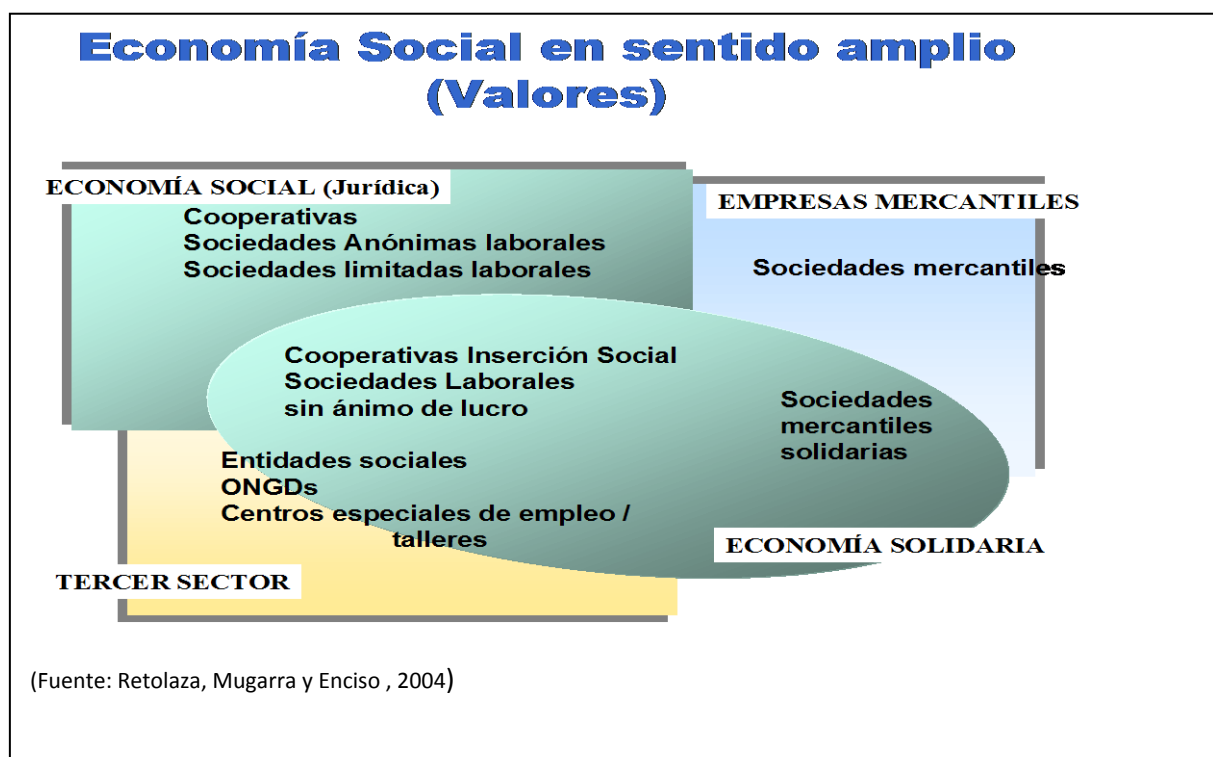 Economía Social en sentido amplio
(Valores)
ECONOMÍA SOCIAL (Jurídica)
Cooperativas
Sociedades Anónimas laborales
Sociedades limitadas laborales
EMPRESAS MERCANTILES
Sociedades mercantiles
Cooperativas Inserción Social
Sociedades Laborales
sin ánimo de lucro
Sociedades
mercantiles
solidarias
Entidades sociales
ONGDs
Centros especiales de empleo /
talleres
ECONOMÍA SOLIDARIA
TERCER SECTOR
(Fuente: Retolaza, Mugarra y Enciso , 2004)